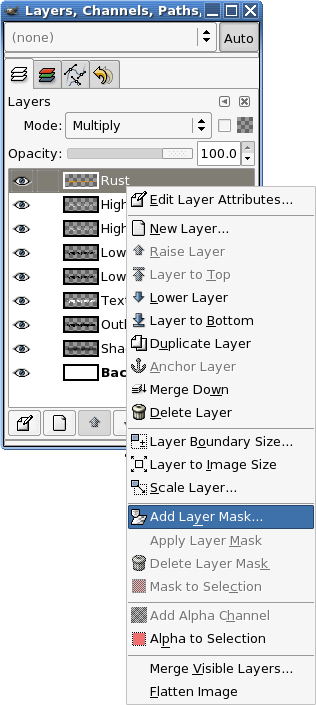 Layers, Channels, Paths,
(none)
Auto
Layers
Mode:
Multiply
Opacity:
100.0
Rust
High
High
Low
Low
Text
Outl
Sha
Bac
Edit Layer Attributes...
New Layer...
Raise Layer
Layer to Top
Lower Layer
Layer to Bottom
Duplicate Layer
Anchor Layer
Merge Down
Delete Layer
Layer Boundary Size...
Layer to Image Size
Scale Layer...
Add Layer Mask...
Apply Layer Mask
Delete Layer Mask
Mask to Selection
Add Alpha Channel
Alpha to Selection
Merge Visible Layers...
Flatten Image